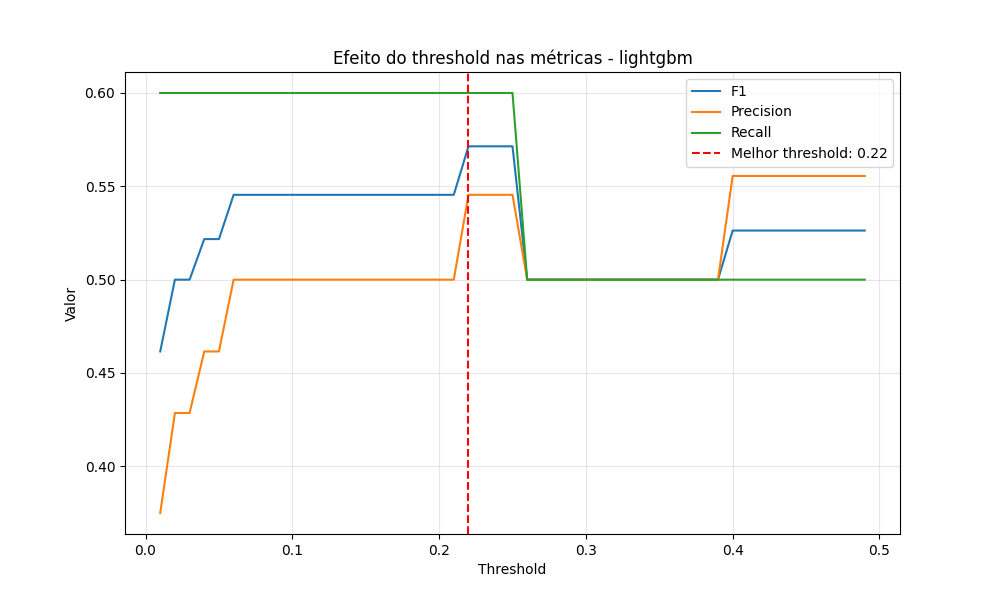 Efeito do threshold nas métricas - lightgbm
F1
Precision
Recall
Melhor threshold: 0.22
Valor
0.60
0.55
0.50
0.45
0.40
0.0 0.1 0.2 0.3 0.4 0.5
Threshold